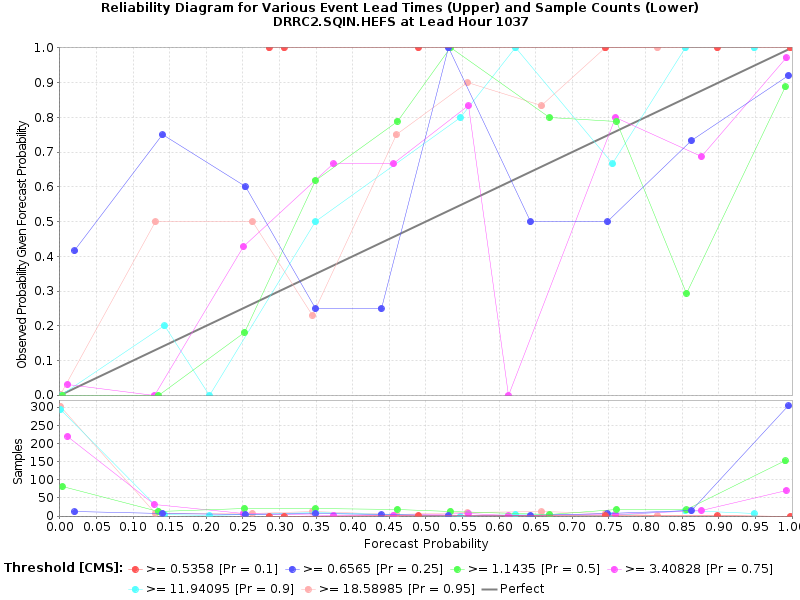 Reliability Diagram for Various Event Lead Times (Upper) and Sample Counts (Lower)
DRRC2.SQIN.HEFS at Lead Hour 1037
Observed Probability Given Forecast Probability
1.0
0.9
0.8
0.7
0.6
0.5
0.4
0.3
0.2
0.1
0.0
Samples
300
250
200
150
100
50
0
0.00 0.05 0.10 0.15 0.20 0.25 0.30 0.35 0.40 0.45 0.50 0.55 0.60 0.65 0.70 0.75 0.80 0.85 0.90 0.95 1.0
Forecast Probability
Threshold [CMS]: >= 0.5358 [Pr = 0.1] >= 0.6565 [Pr = 0.25] >= 1.1435 [Pr = 0.5] >= 3.40828 [Pr = 0.75]
>= 11.94095 [Pr = 0.9] >= 18.58985 [Pr = 0.95] Perfect